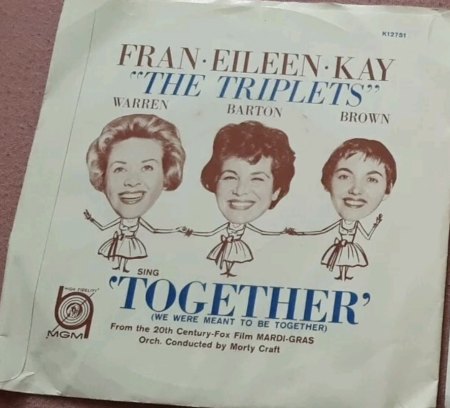 K12751
FRAN·EILEEN·KAY
"THE TRIPLETS"
WARREN BARTON BROWN
SING
'TOGETHER'
(WE WERE MEANT TO BE TOGETHER)
From the 20th Century-Fox Film MARDI-GRAS
Orch. Conducted by Morty Craft
HIGH FIDELITY
MGM